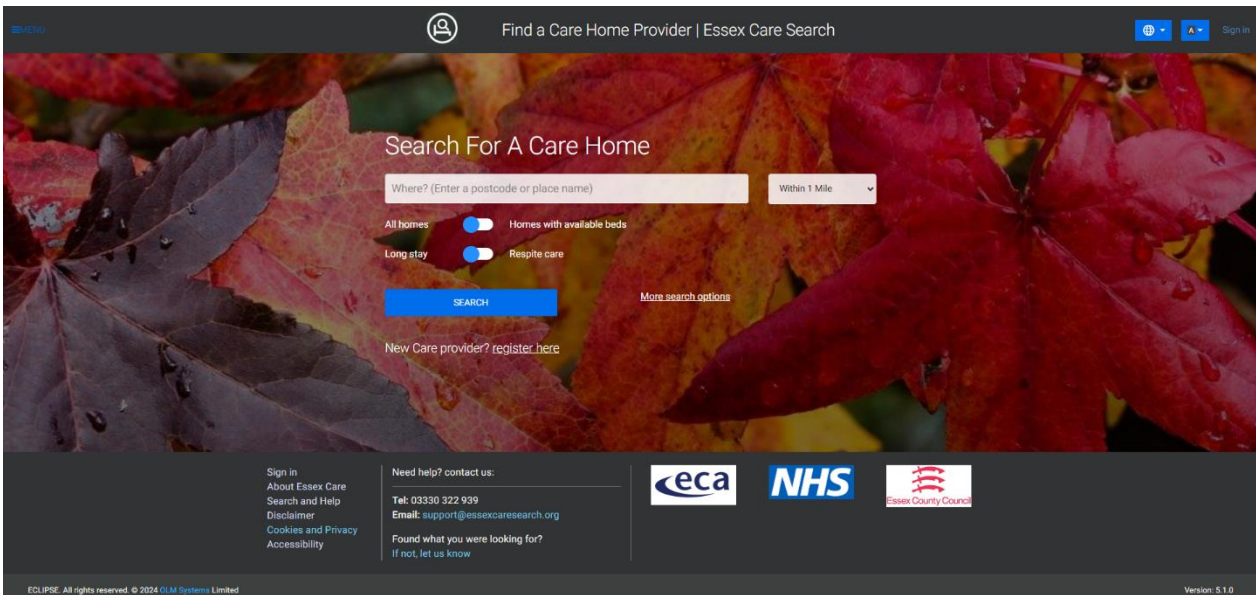 MENU
Find a Care Home Provider | Essex Care Search
A
Sign in
Search For A Care Home
Where? (Enter a postcode or place name)
Within 1 Mile
All homes
Homes with available beds
Long stay
Respite care
SEARCH
More search options
New Care provider? register here
Sign in
About Essex Care
Search and Help
Disclaimer
Cookies and Privacy
Accessibility
Need help? contact us:
Tel: 03330 322 939
Email: support@essexcaresearch.org
Found what you were looking for?
If not, let us know
eca
NHS
Essex County Council
ECLIPSE. All rights reserved. © 2024 OLM Systems Limited
Version: 5.1.0